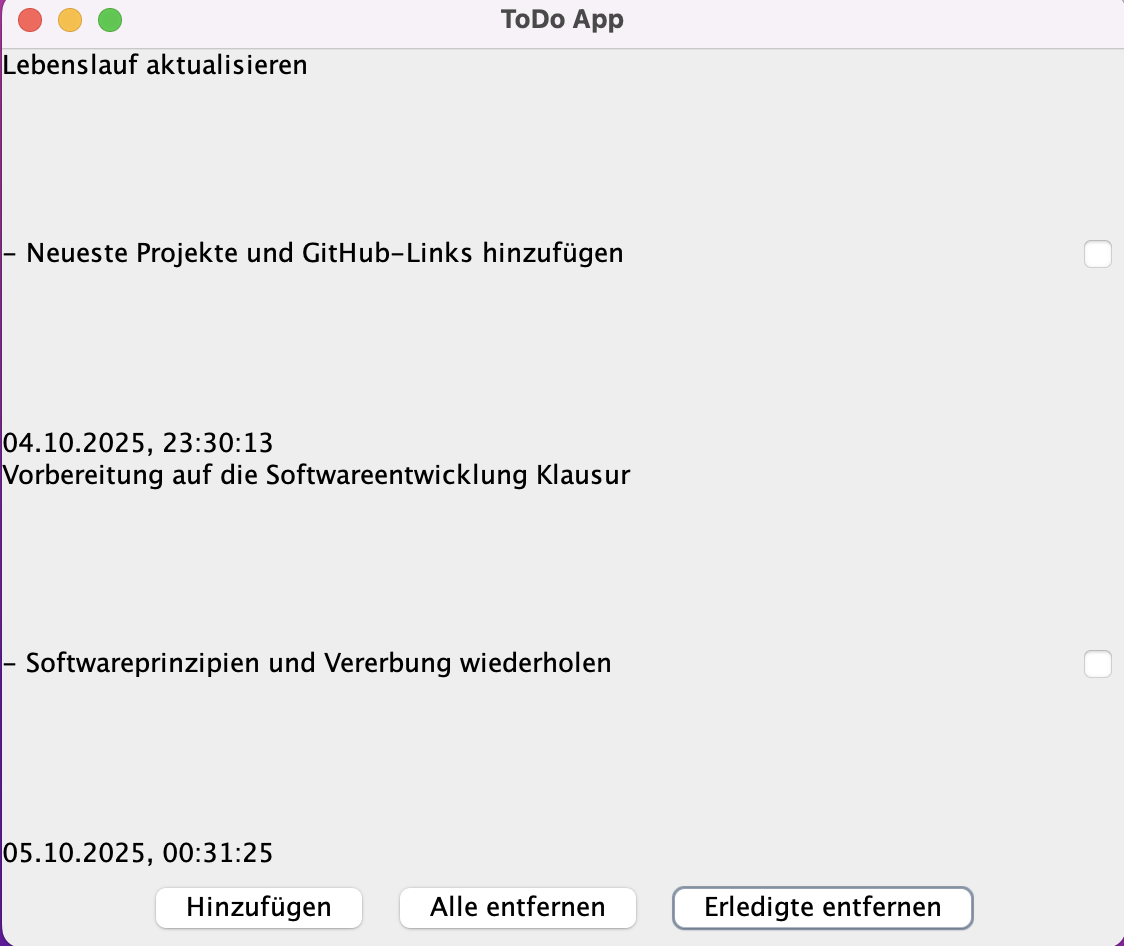 ToDo App
Lebenslauf aktualisieren
– Neueste Projekte und GitHub–Links hinzufügen
04.10.2025, 23:30:13
Vorbereitung auf die Softwareentwicklung Klausur
– Softwareprinzipien und Vererbung wiederholen
05.10.2025, 00:31:25
Hinzufügen Alle entfernen Erledigte entfernen